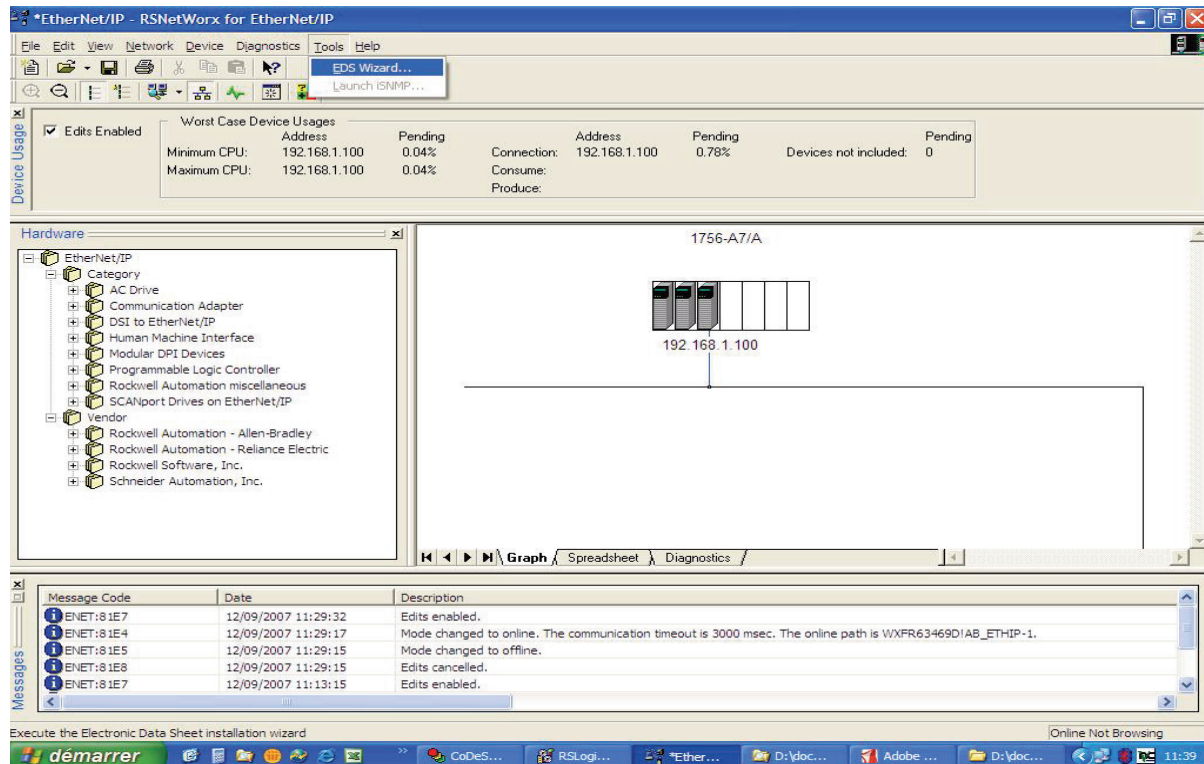 *EtherNet/IP - RSNetWorx for EtherNet/IP
File Edit View Network Device Diagnostics Tools Help
EDS Wizard...
Launch iSNMP...
Device Usage
Edits Enabled
Worst Case Device Usages
Address Pending Address Pending Pending
Minimum CPU: 192.168.1.100 0.04% Connection: 192.168.1.100 0.78% Devices not included: 0
Maximum CPU: 192.168.1.100 0.04% Consume:
Produce:
Hardware
EtherNet/IP
Category
AC Drive
Communication Adapter
DSI to EtherNet/IP
Human Machine Interface
Modular DPI Devices
Programmable Logic Controller
Rockwell Automation miscellaneous
SCANport Drives on EtherNet/IP
Vendor
Rockwell Automation - Allen-Bradley
Rockwell Automation - Reliance Electric
Rockwell Software, Inc.
Schneider Automation, Inc.
1756-A7/A
192.168.1.100
Graph Spreadsheet Diagnostics
Messages
Message Code Date Description
ENET:81E7 12/09/2007 11:29:32 Edits enabled.
ENET:81E4 12/09/2007 11:29:17 Mode changed to online. The communication timeout is 3000 msec. The online path is WXFR63469D!AB_ETHIP-1.
ENET:81E5 12/09/2007 11:29:15 Mode changed to offline.
ENET:81E8 12/09/2007 11:29:15 Edits cancelled.
ENET:81E7 12/09/2007 11:13:15 Edits enabled.
Execute the Electronic Data Sheet installation wizard Online Not Browsing
démarrer CoDeS... RSLogi... *Ether... D:\doc... Adobe ... D:\doc... 11:39